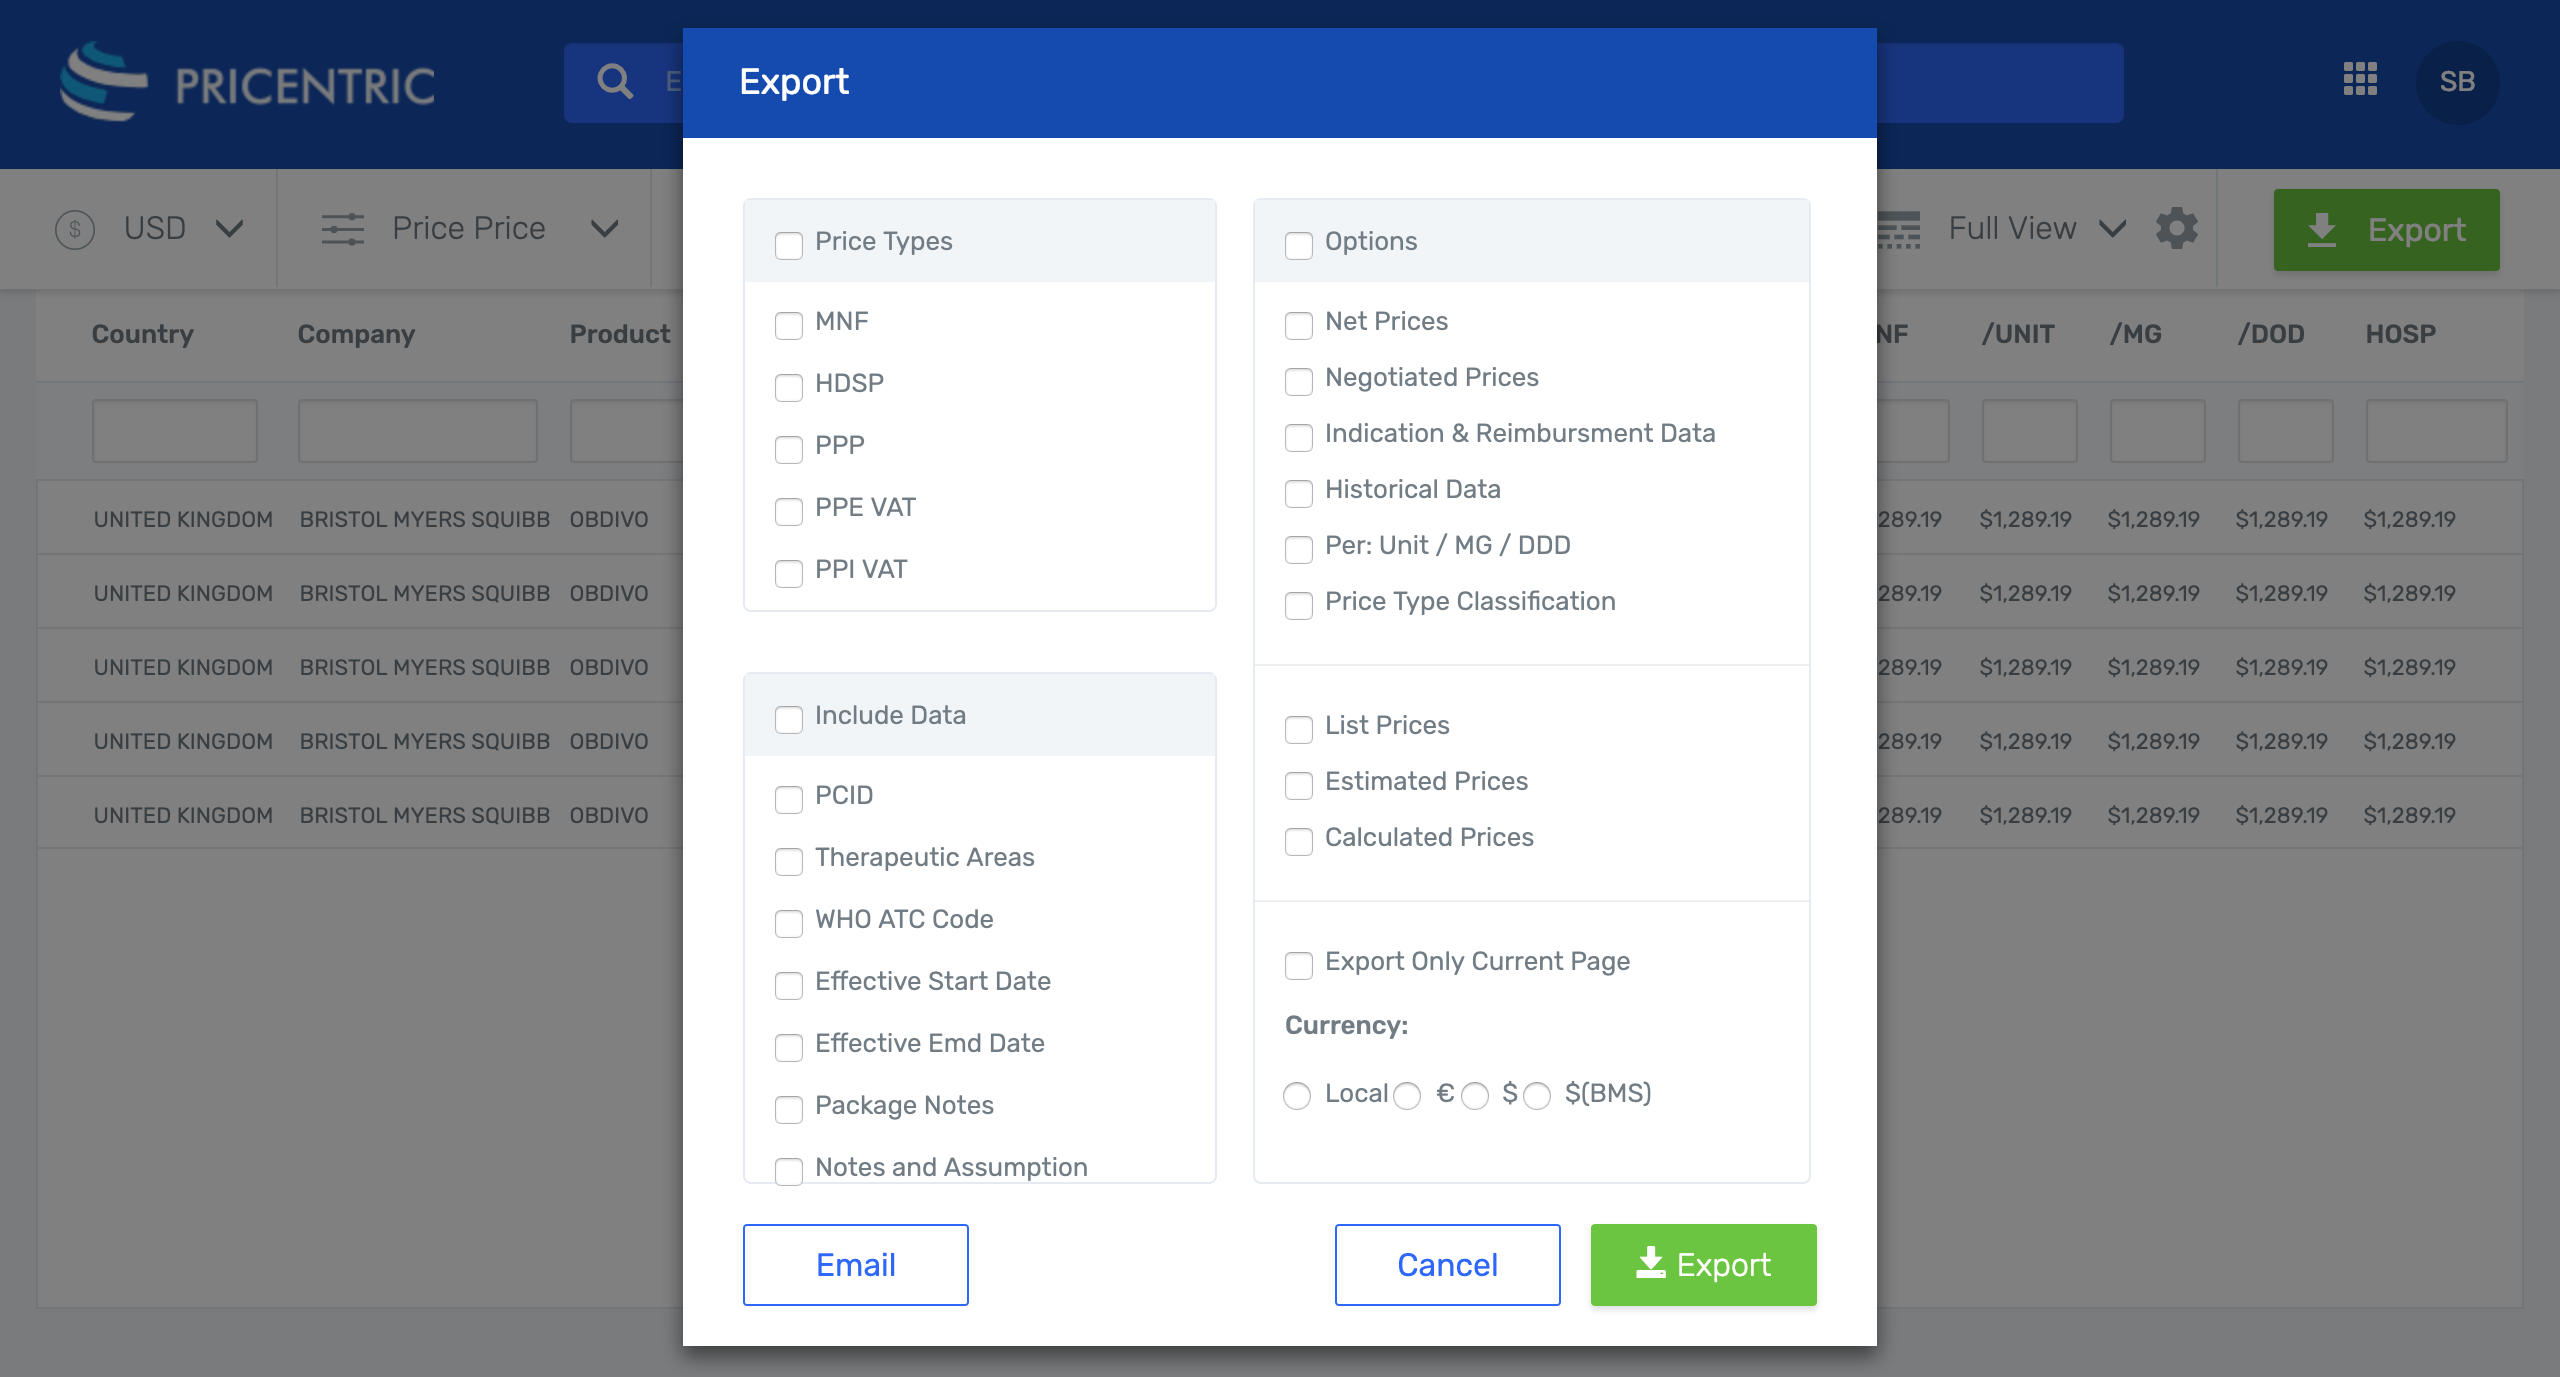 PRICENTRIC
Export
SB
USD
Price Price
Full View
Export
Country Company Product NF /UNIT /MG /DOD HOSP
UNITED KINGDOM BRISTOL MYERS SQUIBB OBDIVO 289.19 $1,289.19 $1,289.19 $1,289.19 $1,289.19
UNITED KINGDOM BRISTOL MYERS SQUIBB OBDIVO 289.19 $1,289.19 $1,289.19 $1,289.19 $1,289.19
UNITED KINGDOM BRISTOL MYERS SQUIBB OBDIVO 289.19 $1,289.19 $1,289.19 $1,289.19 $1,289.19
UNITED KINGDOM BRISTOL MYERS SQUIBB OBDIVO 289.19 $1,289.19 $1,289.19 $1,289.19 $1,289.19
UNITED KINGDOM BRISTOL MYERS SQUIBB OBDIVO 289.19 $1,289.19 $1,289.19 $1,289.19 $1,289.19
Price Types
MNF
HDSP
PPP
PPE VAT
PPI VAT
Include Data
PCID
Therapeutic Areas
WHO ATC Code
Effective Start Date
Effective Emd Date
Package Notes
Notes and Assumption
Options
Net Prices
Negotiated Prices
Indication & Reimbursment Data
Historical Data
Per: Unit / MG / DDD
Price Type Classification
List Prices
Estimated Prices
Calculated Prices
Export Only Current Page
Currency:
Local € $ $(BMS)
Email
Cancel
Export